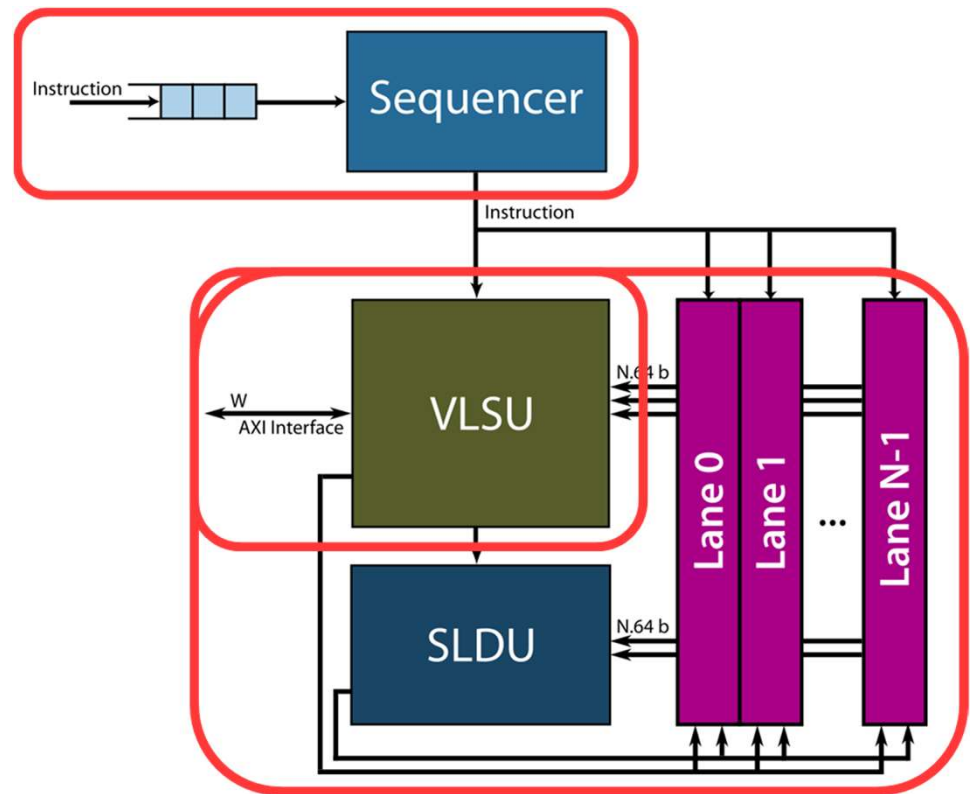 Instruction
Sequencer
Instruction
VLSU
W
AXI Interface
N.64 b
Lane 0
Lane 1
...
Lane N-1
SLDU
N.64 b